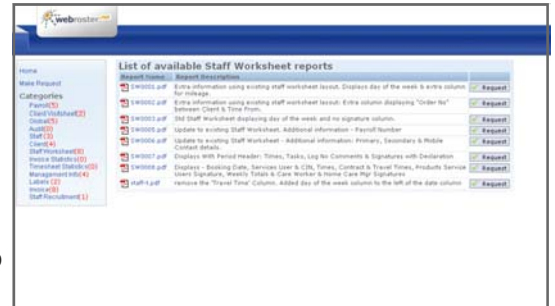 webroster
Home
Make Request
Categories
Payroll(5)
Client Visitsheet(2)
Global(5)
Audit(0)
Staff (3)
Client(4)
Staff Worksheet(8)
Invoice Statistics(0)
Timesheet Statistics(0)
Management Info(4)
Labels (2)
Invoice(8)
Staff Recruitment(1)
List of available Staff Worksheet reports
Report Name Report Description
SW0001.pdf Extra information using existing staff worksheet layout. Displays day of the week & extra column for mileage. Request
SW0002.pdf Extra information using existing staff worksheet layout: Extra column displaying "Order No" between Client & Time From. Request
SW0003.pdf Std Staff Worksheet displaying day of the week and no signature column. Request
SW0005.pdf Update to existing Staff Worksheet. Additional information - Payroll Number Request
SW0006.pdf Update to existing Staff Worksheet - Additional information: Primary, Secondary & Mobile Contact details. Request
SW0007.pdf Displays With Period Header: Times, Tasks, Log No Comments & Signatures with Declaration Request
SW0008.pdf Displays - Booking Date, Service User & CIN, Times, Contract & Travel Times, Products Service Users Signature, Weekly Totals & Care Worker & Home Care Mgr Signatures Request
staff-t.pdf remove the 'Travel Time' Column. Added day of the week column to the left of the date column Request